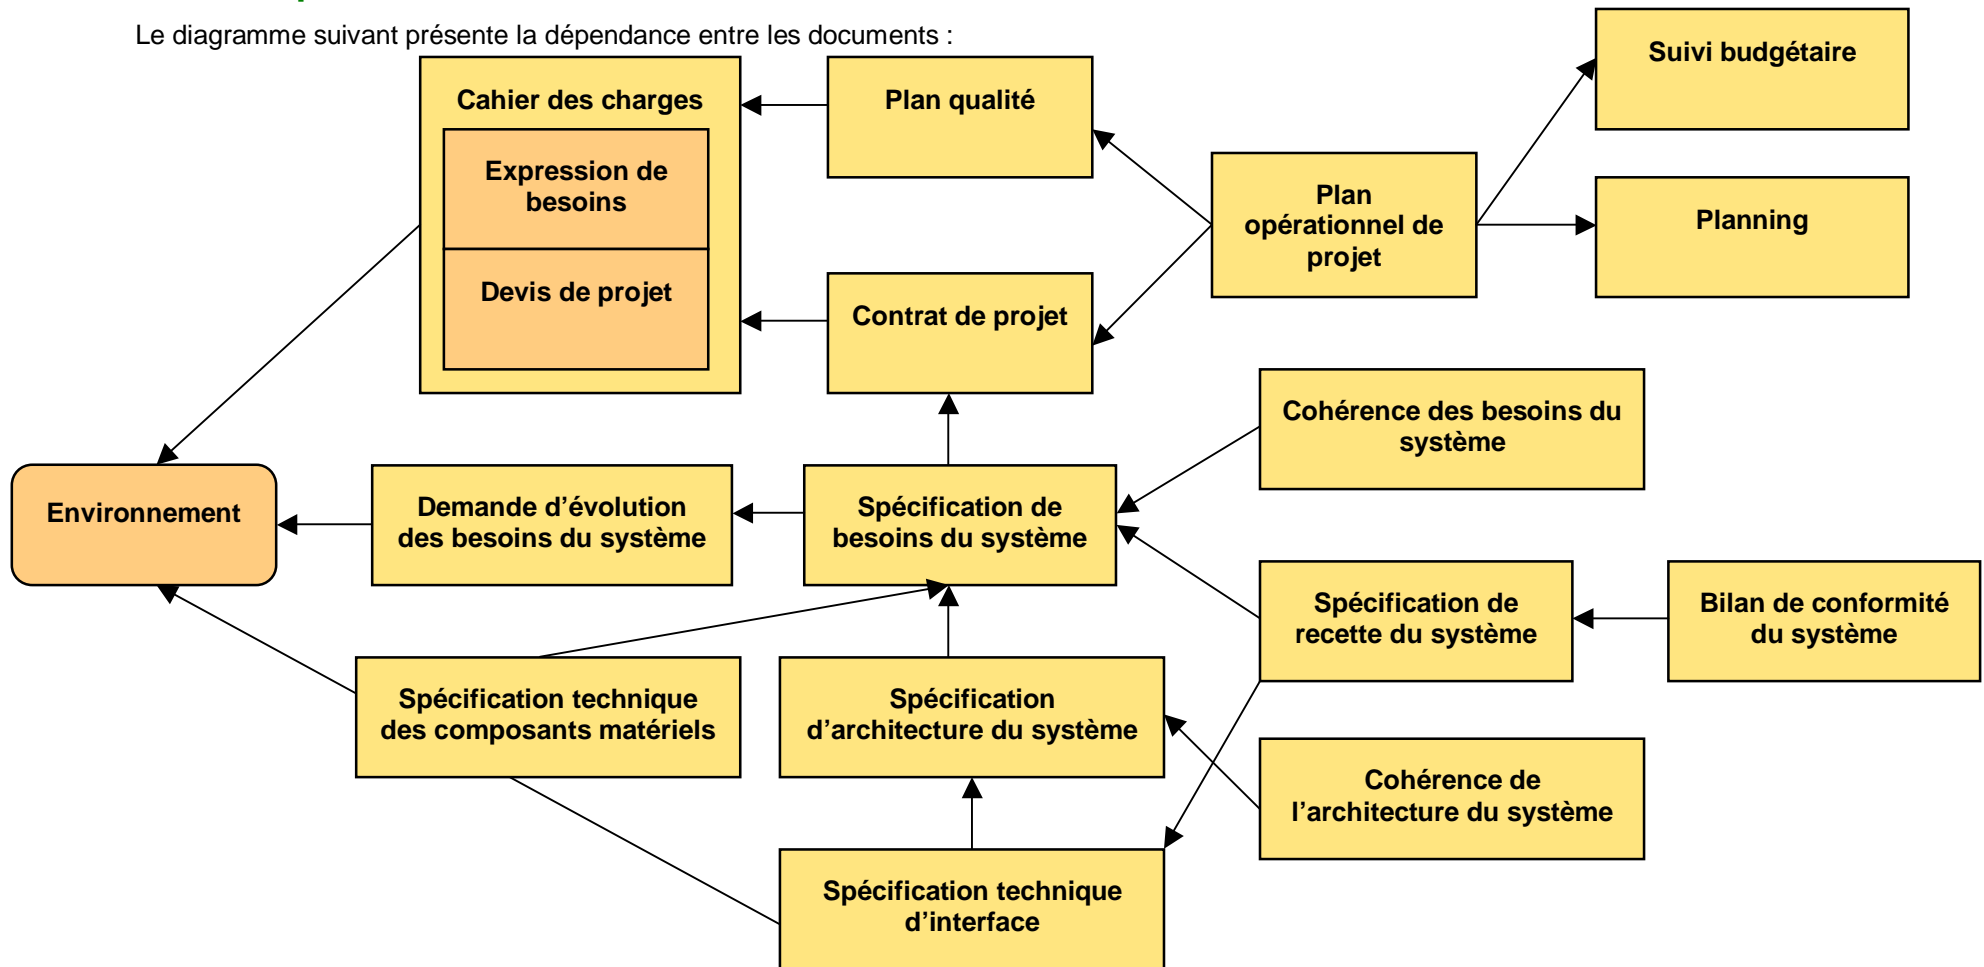 Le diagramme suivant présente la dépendance entre les documents :
Suivi budgétaire
Cahier des charges
Plan qualité
Expression de
besoins
Plan
opérationnel de
projet
Planning
Devis de projet
Contrat de projet
Cohérence des besoins du
système
Environnement
Demande d’évolution
des besoins du système
Spécification de
besoins du système
Spécification de
recette du système
Bilan de conformité
du système
Spécification technique
des composants matériels
Spécification
d’architecture du système
Cohérence de
l’architecture du système
Spécification technique
d’interface